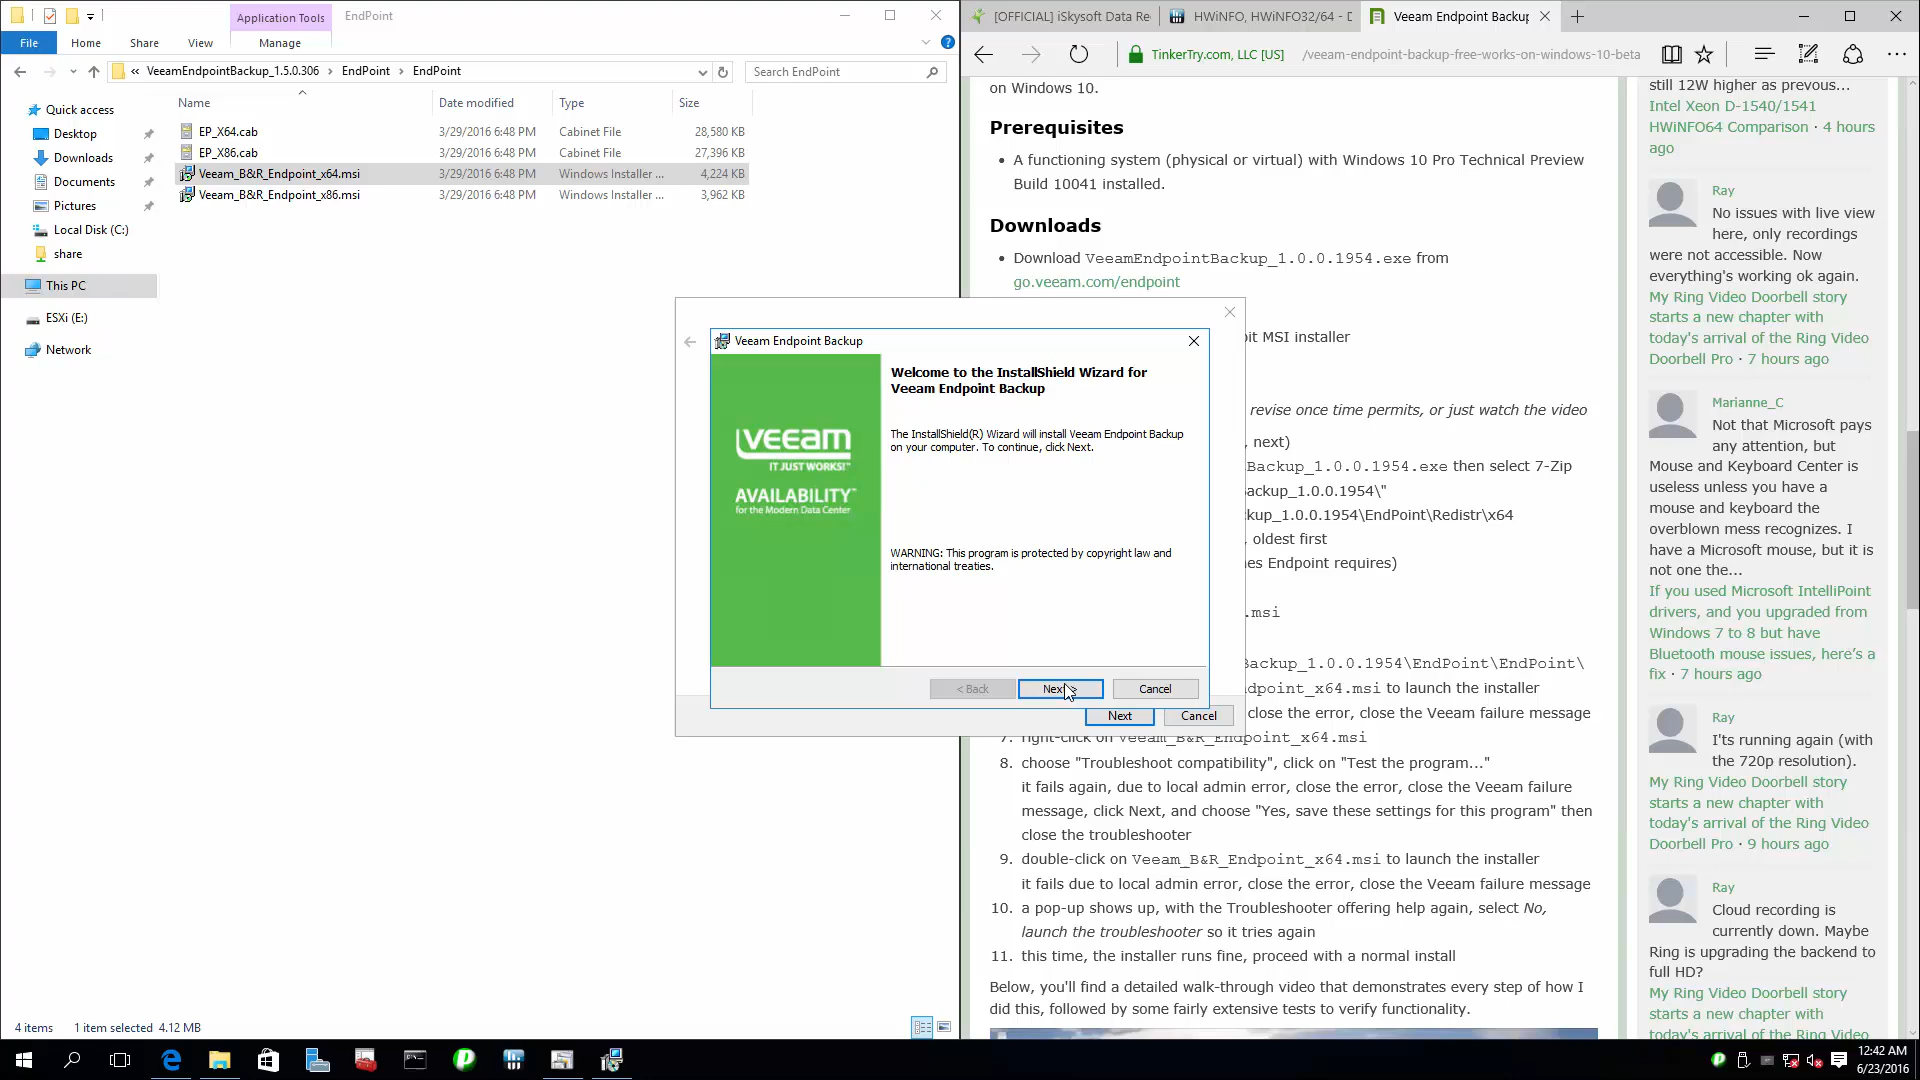 Application Tools
EndPoint
File
Home
Share
View
Manage
« VeeamEndpointBackup_1.5.0.306 › EndPoint › EndPoint
Search EndPoint
Name
Date modified
Type
Size
EP_X64.cab
3/29/2016 6:48 PM
Cabinet File
28,580 KB
EP_X86.cab
3/29/2016 6:48 PM
Cabinet File
27,396 KB
Veeam_B&R_Endpoint_x64.msi
3/29/2016 6:48 PM
Windows Installer ...
4,224 KB
Veeam_B&R_Endpoint_x86.msi
3/29/2016 6:48 PM
Windows Installer ...
3,962 KB
Quick access
Desktop
Downloads
Documents
Pictures
Local Disk (C:)
share
This PC
ESXi (E:)
Network
4 items
1 item selected 4.12 MB
[OFFICIAL] iSkysoft Data Re
HWiNFO, HWiNFO32/64 - D
Veeam Endpoint Backup
TinkerTry.com, LLC [US]
/veeam-endpoint-backup-free-works-on-windows-10-beta
on Windows 10.
Prerequisites
• A functioning system (physical or virtual) with Windows 10 Pro Technical Preview
Build 10041 installed.
Downloads
• Download VeeamEndpointBackup_1.0.0.1954.exe from
go.veeam.com/endpoint
it MSI installer
revise once time permits, or just watch the video
, next)
Backup_1.0.0.1954.exe then select 7-Zip
ackup_1.0.0.1954\"
kup_1.0.0.1954\EndPoint\Redistr\x64
, oldest first
es Endpoint requires)
.msi
Backup_1.0.0.1954\EndPoint\EndPoint\
dpoint_x64.msi to launch the installer
close the error, close the Veeam failure message
7. right-click on Veeam_B&R_Endpoint_x64.msi
8. choose "Troubleshoot compatibility", click on "Test the program..."
it fails again, due to local admin error, close the error, close the Veeam failure
message, click Next, and choose "Yes, save these settings for this program" then
close the troubleshooter
9. double-click on Veeam_B&R_Endpoint_x64.msi to launch the installer
it fails due to local admin error, close the error, close the Veeam failure message
10. a pop-up shows up, with the Troubleshooter offering help again, select No,
launch the troubleshooter so it tries again
11. this time, the installer runs fine, proceed with a normal install
Below, you'll find a detailed walk-through video that demonstrates every step of how I
did this, followed by some fairly extensive tests to verify functionality.
Veeam Endpoint Backup
Welcome to the InstallShield Wizard for
Veeam Endpoint Backup
The InstallShield(R) Wizard will install Veeam Endpoint Backup
on your computer. To continue, click Next.
WARNING: This program is protected by copyright law and
international treaties.
veeam
IT JUST WORKS!™
AVAILABILITY™
for the Modern Data Center
< Back
Next
Cancel
Next
Cancel
still 12W higher as prevous...
Intel Xeon D-1540/1541
HWiNFO64 Comparison · 4 hours
ago
Ray
No issues with live view
here, only recordings
were not accessible. Now
everything's working ok again.
My Ring Video Doorbell story
starts a new chapter with
today's arrival of the Ring Video
Doorbell Pro · 7 hours ago
Marianne_C
Not that Microsoft pays
any attention, but
Mouse and Keyboard Center is
useless unless you have a
mouse and keyboard the
overblown mess recognizes. I
have a Microsoft mouse, but it is
not one the...
If you used Microsoft IntelliPoint
drivers, and you upgraded from
Windows 7 to 8 but have
Bluetooth mouse issues, here's a
fix · 7 hours ago
Ray
I'ts running again (with
the 720p resolution).
My Ring Video Doorbell story
starts a new chapter with
today's arrival of the Ring Video
Doorbell Pro · 9 hours ago
Ray
Cloud recording is
currently down. Maybe
Ring is upgrading the backend to
full HD?
My Ring Video Doorbell story
starts a new chapter with
today's arrival of the Ring Video
12:42 AM
6/23/2016